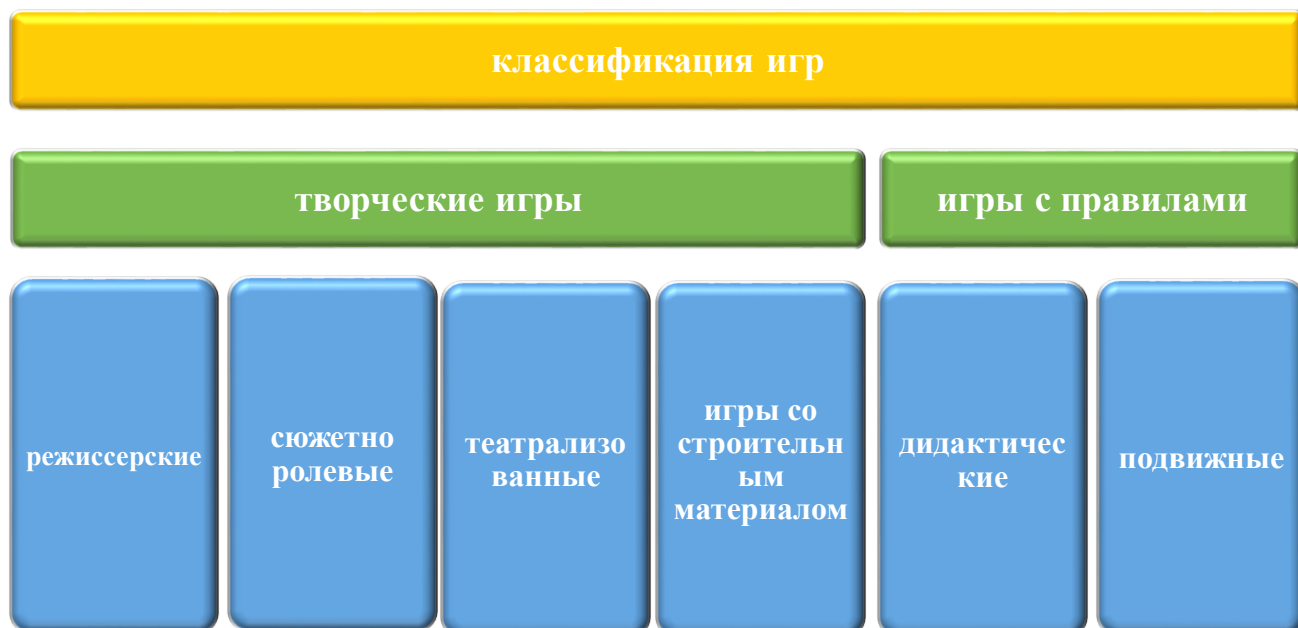 классификация игр
творческие игры
игры с правилами
режиссерские
сюжетно
ролевые
театрализо
ванные
игры со
строительн
ым
материалом
дидактичес
кие
подвижные